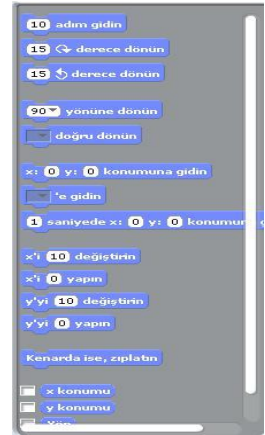 10 adım gidin
15 derece dönün
15 derece dönün
90 yönüne dönün
doğru dönün
x: 0 y: 0 konumuna gidin
'e gidin
1 saniyede x: 0 y: 0 konumun
x'i 10 değiştirin
x'i 0 yapın
y'yi 10 değiştirin
y'yi 0 yapın
Kenarda ise, zıplatın
x konumu
y konumu
Yön